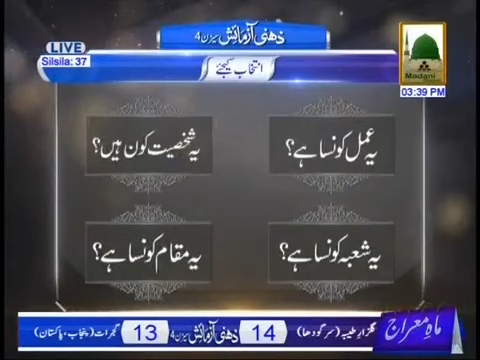 LIVE
Silsila: 37
ذهنی آزمائش سیزن 4
Madani
03:39 PM
انتخاب کیجئے
یہ عمل کونسا ہے؟
یہ شخصیت کون ہیں؟
یہ شعبہ کونسا ہے؟
یہ مقام کونسا ہے؟
ماہِ معراج
گلزارِ طیبہ (سرگودھا) 14 ذهنی آزمائش سیزن 4 13 گجرات (پنجاب، پاکستان)